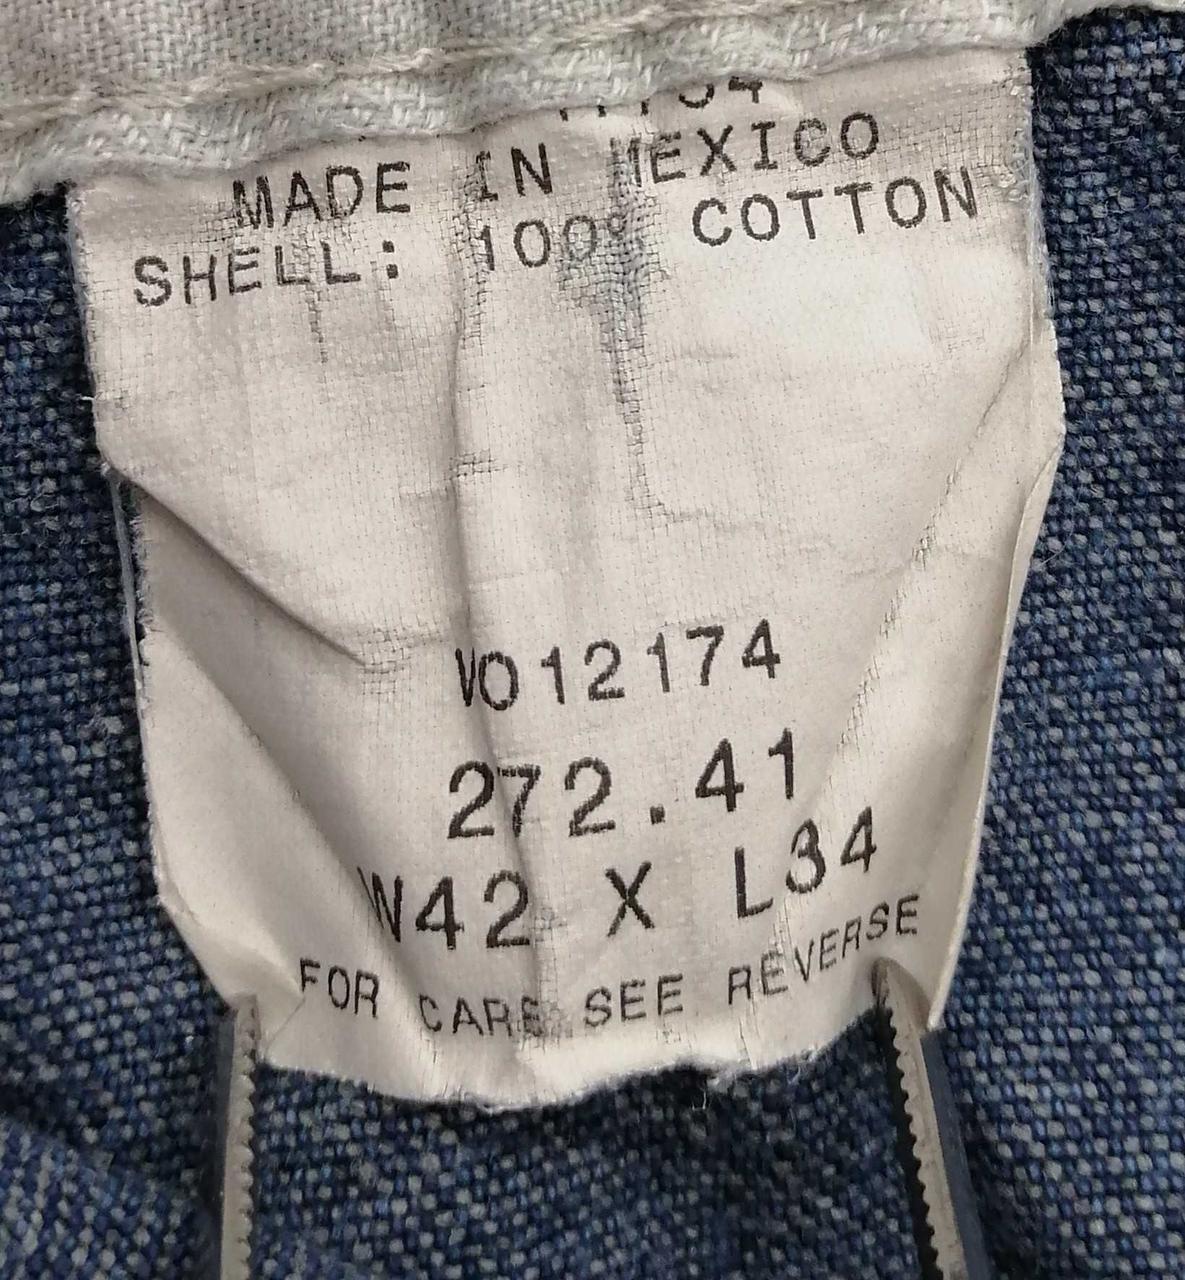 MADE IN MEXICO
SHELL: 100% COTTON
VO12174
272.41
W42 X L34
FOR CARE SEE REVERSE